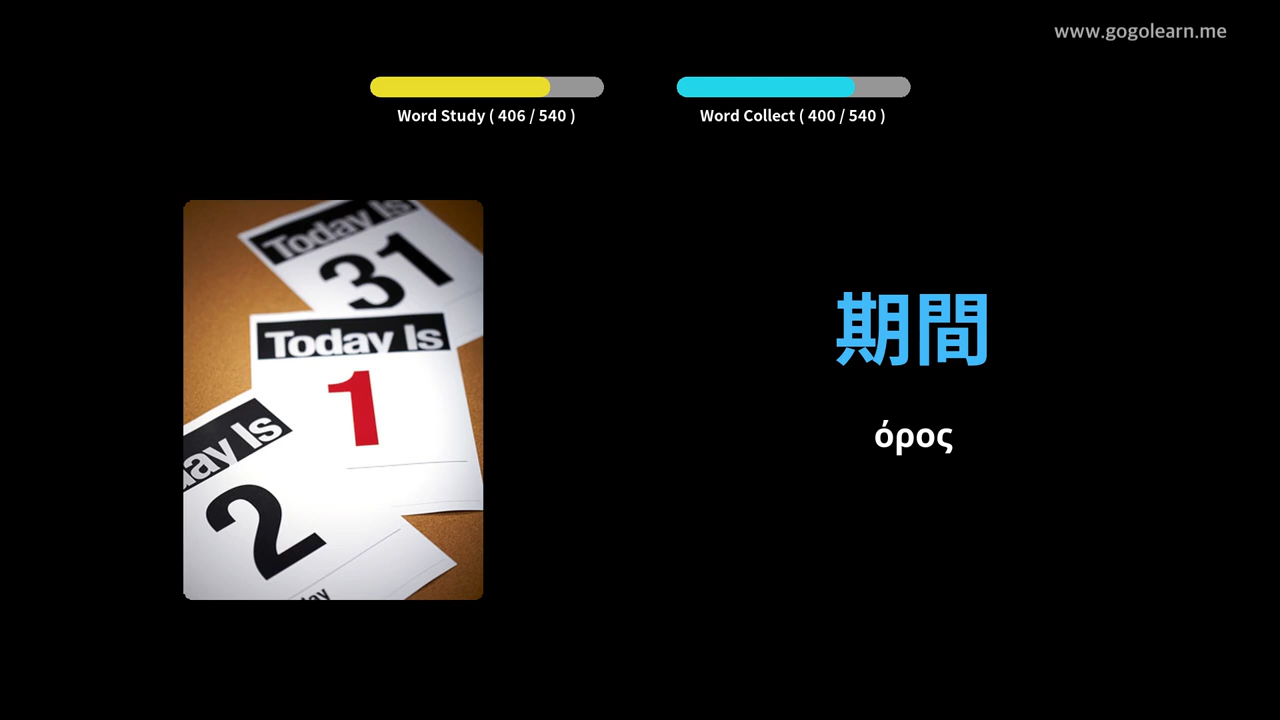 www.gogolearn.me
Word Study ( 406 / 540 )
Word Collect ( 400 / 540 )
Today Is
31
Today Is
1
ay Is
2
期間
όρος